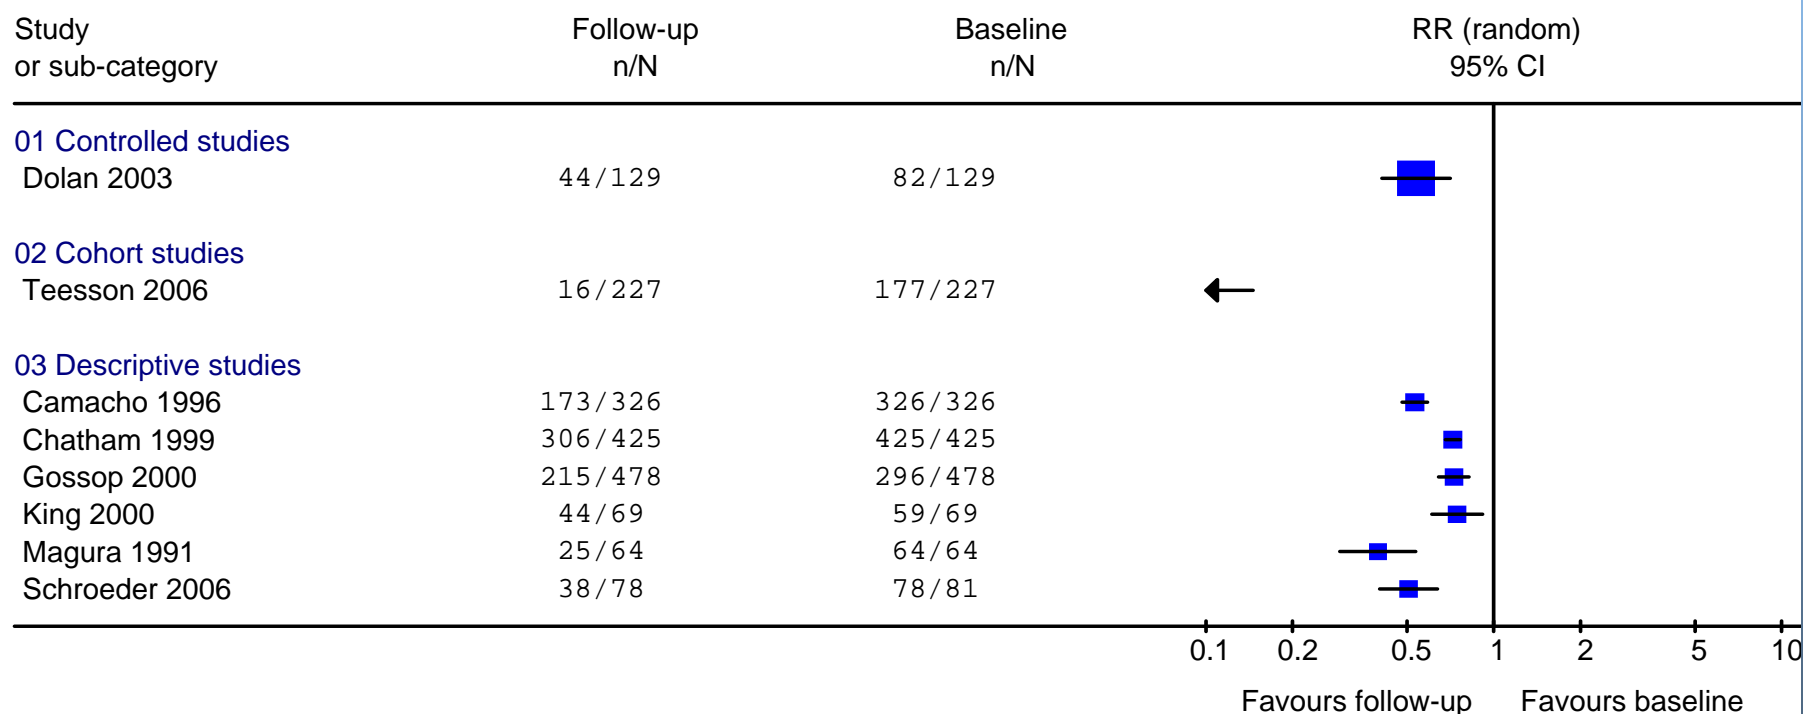 Study Follow-up Baseline RR (random)
or sub-category n/N n/N 95% CI
01 Controlled studies
Dolan 2003 44/129 82/129
02 Cohort studies
Teesson 2006 16/227 177/227
03 Descriptive studies
Camacho 1996 173/326 326/326
Chatham 1999 306/425 425/425
Gossop 2000 215/478 296/478
King 2000 44/69 59/69
Magura 1991 25/64 64/64
Schroeder 2006 38/78 78/81
0.1 0.2 0.5 1 2 5 10
Favours follow-up Favours baseline